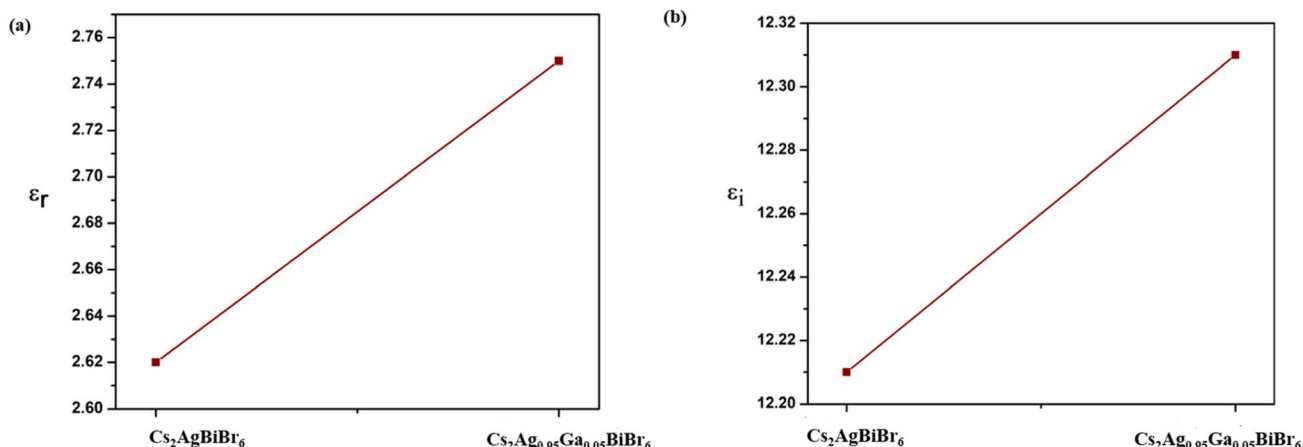 (a)
2.76
2.74
2.72
2.70
2.68
2.66
2.64
2.62
2.60
εr
Cs₂AgBiBr₆
Cs₂Ag₀.₉₅Ga₀.₀₅BiBr₆
(b)
12.32
12.30
12.28
12.26
12.24
12.22
12.20
εi
Cs₂AgBiBr₆
Cs₂Ag₀.₉₅Ga₀.₀₅BiBr₆